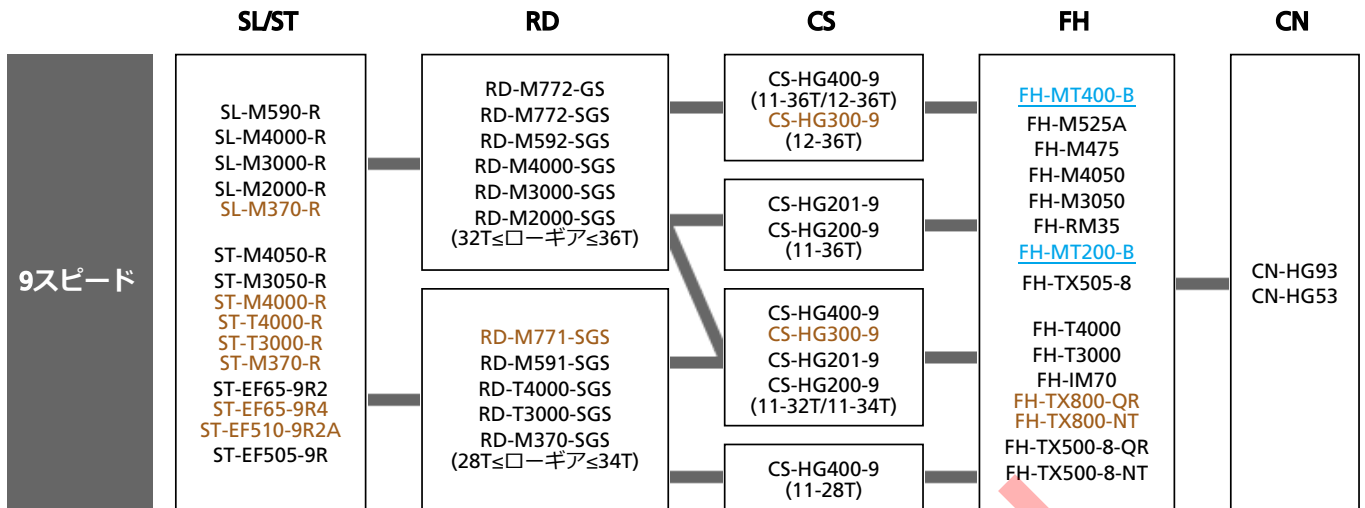 SL/ST
RD
CS
FH
CN
9スピード
SL-M590-R
SL-M4000-R
SL-M3000-R
SL-M2000-R
SL-M370-R
ST-M4050-R
ST-M3050-R
ST-M4000-R
ST-T4000-R
ST-T3000-R
ST-M370-R
ST-EF65-9R2
ST-EF65-9R4
ST-EF510-9R2A
ST-EF505-9R
RD-M772-GS
RD-M772-SGS
RD-M592-SGS
RD-M4000-SGS
RD-M3000-SGS
RD-M2000-SGS
(32T≤ローギア≤36T)
RD-M771-SGS
RD-M591-SGS
RD-T4000-SGS
RD-T3000-SGS
RD-M370-SGS
(28T≤ローギア≤34T)
CS-HG400-9
(11-36T/12-36T)
CS-HG300-9
(12-36T)
CS-HG201-9
CS-HG200-9
(11-36T)
CS-HG400-9
CS-HG300-9
CS-HG201-9
CS-HG200-9
(11-32T/11-34T)
CS-HG400-9
(11-28T)
FH-MT400-B
FH-M525A
FH-M475
FH-M4050
FH-M3050
FH-RM35
FH-MT200-B
FH-TX505-8
FH-T4000
FH-T3000
FH-IM70
FH-TX800-QR
FH-TX800-NT
FH-TX500-8-QR
FH-TX500-8-NT
CN-HG93
CN-HG53